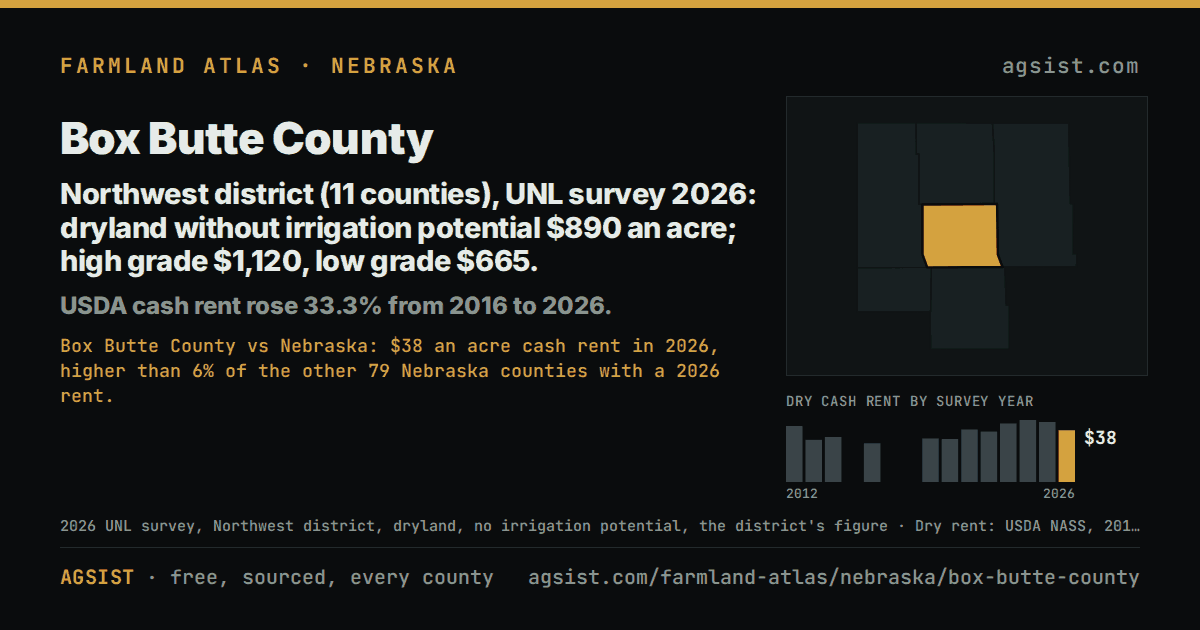 FARMLAND ATLAS · NEBRASKA
agsist.com
Box Butte County
Northwest district (11 counties), UNL survey 2026:
dryland without irrigation potential $890 an acre;
high grade $1,120, low grade $665.
USDA cash rent rose 33.3% from 2016 to 2026.
Box Butte County vs Nebraska: $38 an acre cash rent in 2026,
higher than 6% of the other 79 Nebraska counties with a 2026
rent.
DRY CASH RENT BY SURVEY YEAR
$38
2012
2026
2026 UNL survey, Northwest district, dryland, no irrigation potential, the district's figure · Dry rent: USDA NASS, 201…
AGSIST · free, sourced, every county
agsist.com/farmland-atlas/nebraska/box-butte-county